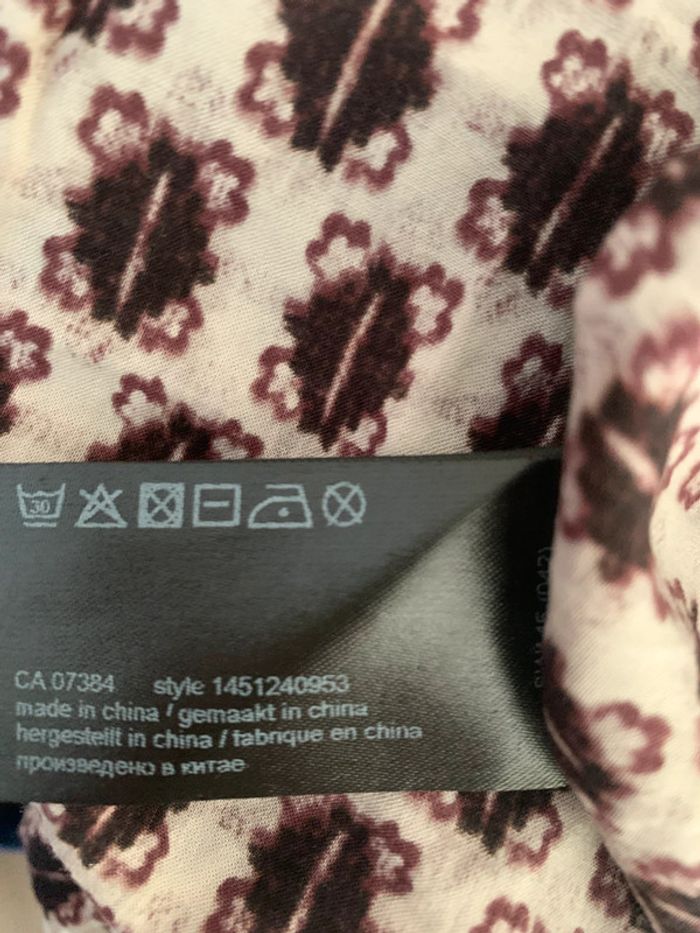 30
CA 07384 style 1451240953
made in china / gemaakt in china
hergestellt in china / fabrique en china
произведено в китае